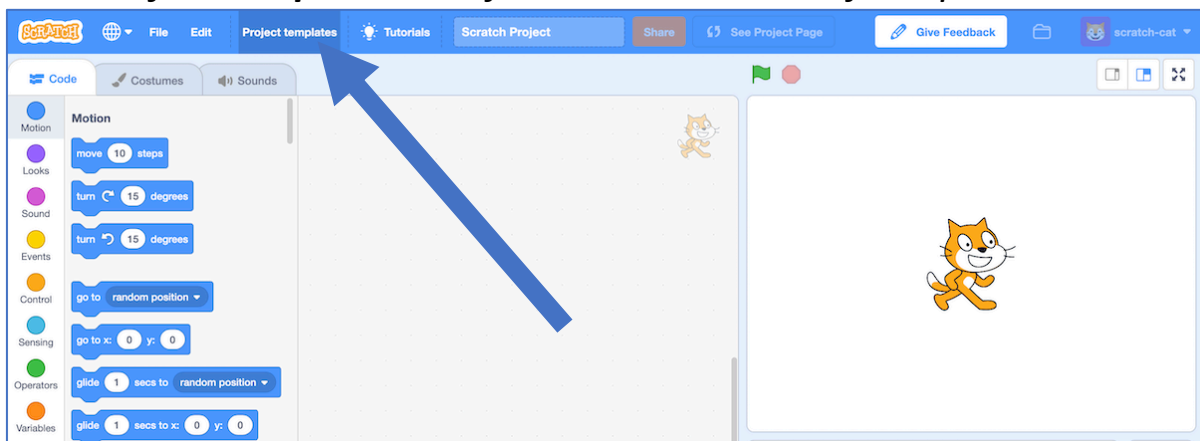 SCRATCH File Edit Project templates Tutorials Scratch Project Share See Project Page Give Feedback scratch-cat
Code Costumes Sounds
Motion
Looks
Sound
Events
Control
Sensing
Operators
Variables
Motion
move 10 steps
turn 15 degrees
turn 15 degrees
go to random position
go to x: 0 y: 0
glide 1 secs to random position
glide 1 secs to x: 0 y: 0